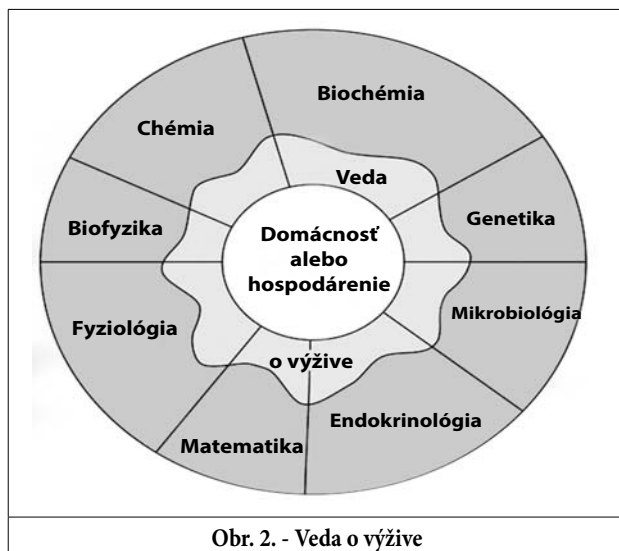 Biochémia
Chémia
Veda
Genetika
Biofyzika
Domácnosť
alebo
hospodárenie
Mikrobiológia
Fyziológia
o výžive
Endokrinológia
Matematika
Obr. 2. - Veda o výžive